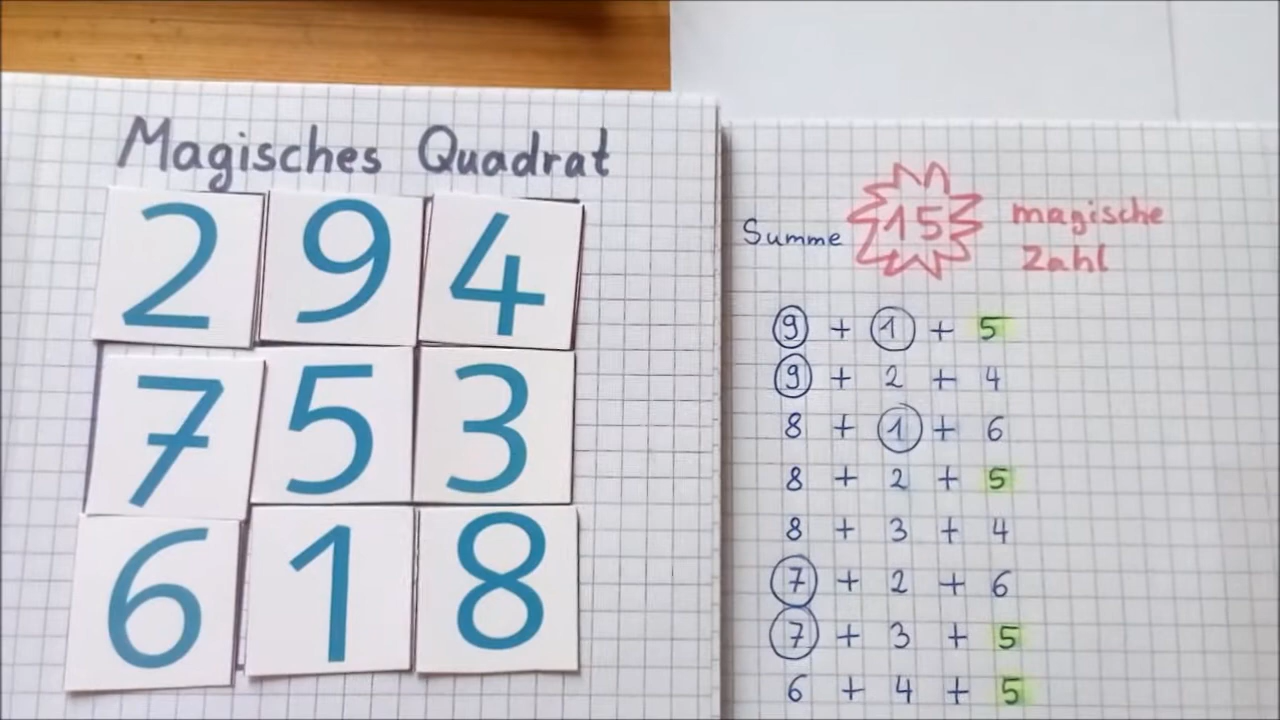 Magisches Quadrat
2 9 4
7 5 3
6 1 8
Summe 15 magische
Zahl
9 + 1 + 5
9 + 2 + 4
8 + 1 + 6
8 + 2 + 5
8 + 3 + 4
7 + 2 + 6
7 + 3 + 5
6 + 4 + 5